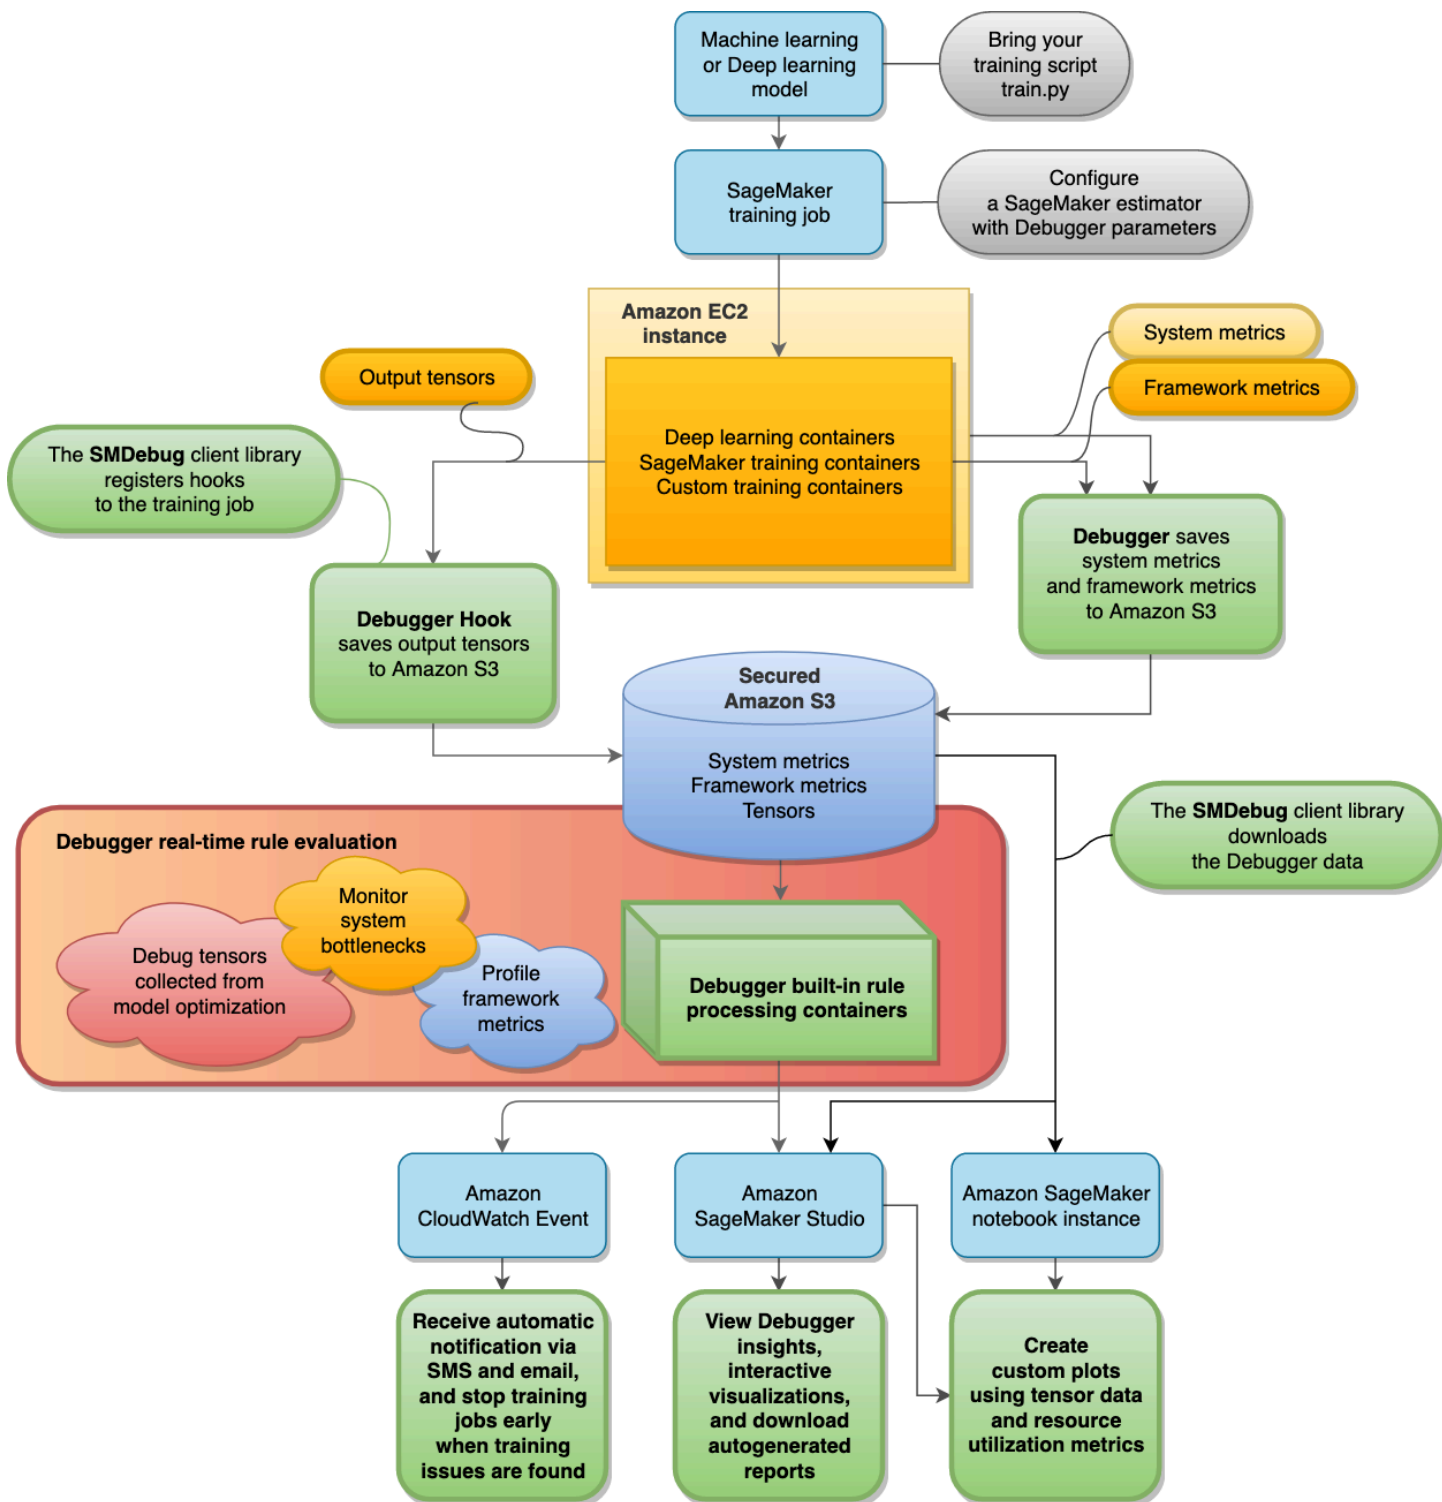 Machine learning
or Deep learning
model
Bring your
training script
train.py
SageMaker
training job
Configure
a SageMaker estimator
with Debugger parameters
Amazon EC2
instance
System metrics
Framework metrics
Output tensors
Deep learning containers
SageMaker training containers
Custom training containers
The SMDebug client library
registers hooks
to the training job
Debugger saves
system metrics
and framework metrics
to Amazon S3
Debugger Hook
saves output tensors
to Amazon S3
Secured
Amazon S3
System metrics
Framework metrics
Tensors
The SMDebug client library
downloads
the Debugger data
Debugger real-time rule evaluation
Monitor
system
bottlenecks
Debug tensors
collected from
model optimization
Profile
framework
metrics
Debugger built-in rule
processing containers
Amazon
CloudWatch Event
Amazon
SageMaker Studio
Amazon SageMaker
notebook instance
Receive automatic
notification via
SMS and email,
and stop training
jobs early
when training
issues are found
View Debugger
insights,
interactive
visualizations,
and download
autogenerated
reports
Create
custom plots
using tensor data
and resource
utilization metrics